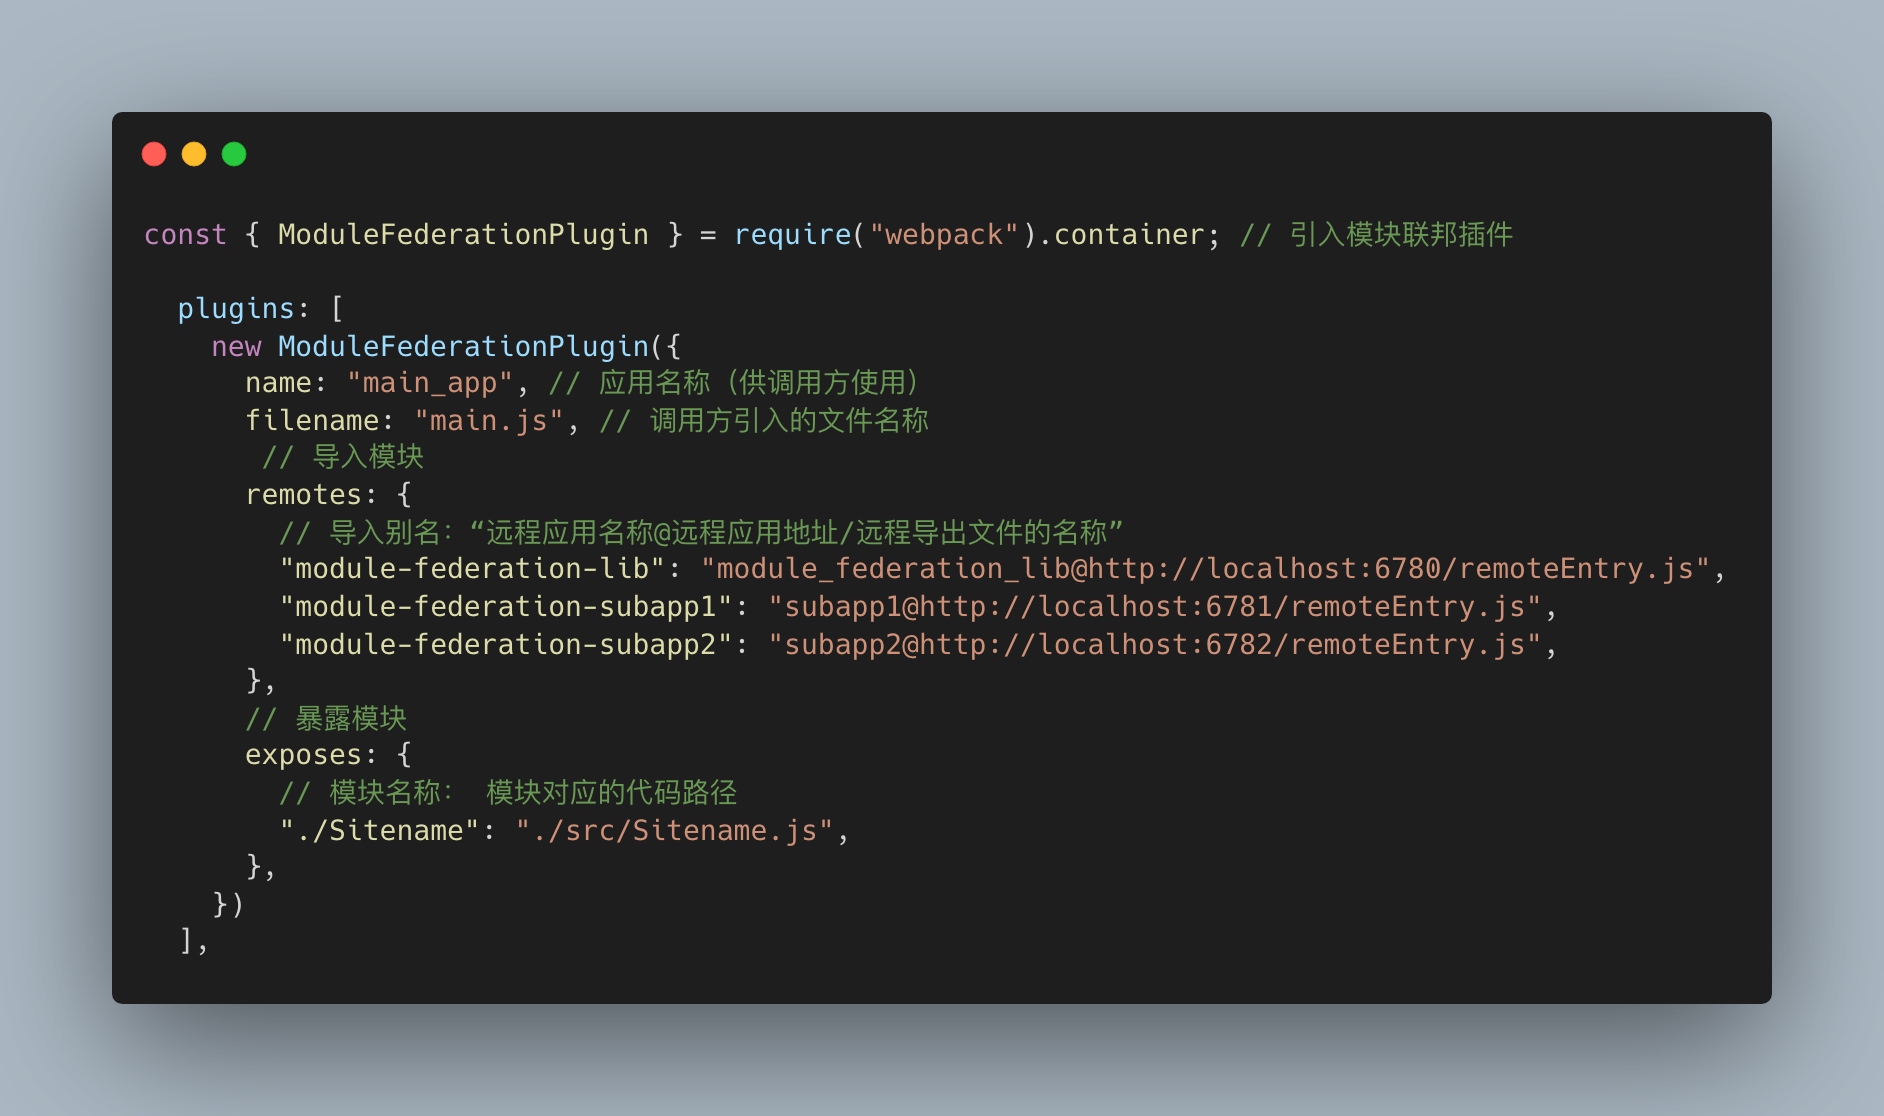 const { ModuleFederationPlugin } = require("webpack").container; // 引入模块联邦插件
  plugins: [
    new ModuleFederationPlugin({
      name: "main_app", // 应用名称（供调用方使用）
      filename: "main.js", // 调用方引入的文件名称
       // 导入模块
      remotes: {
        // 导入别名：“远程应用名称@远程应用地址/远程导出文件的名称”
        "module-federation-lib": "module_federation_lib@http://localhost:6780/remoteEntry.js",
        "module-federation-subapp1": "subapp1@http://localhost:6781/remoteEntry.js",
        "module-federation-subapp2": "subapp2@http://localhost:6782/remoteEntry.js",
      },
      // 暴露模块
      exposes: {
        // 模块名称： 模块对应的代码路径
        "./Sitename": "./src/Sitename.js",
      },
    })
  ],